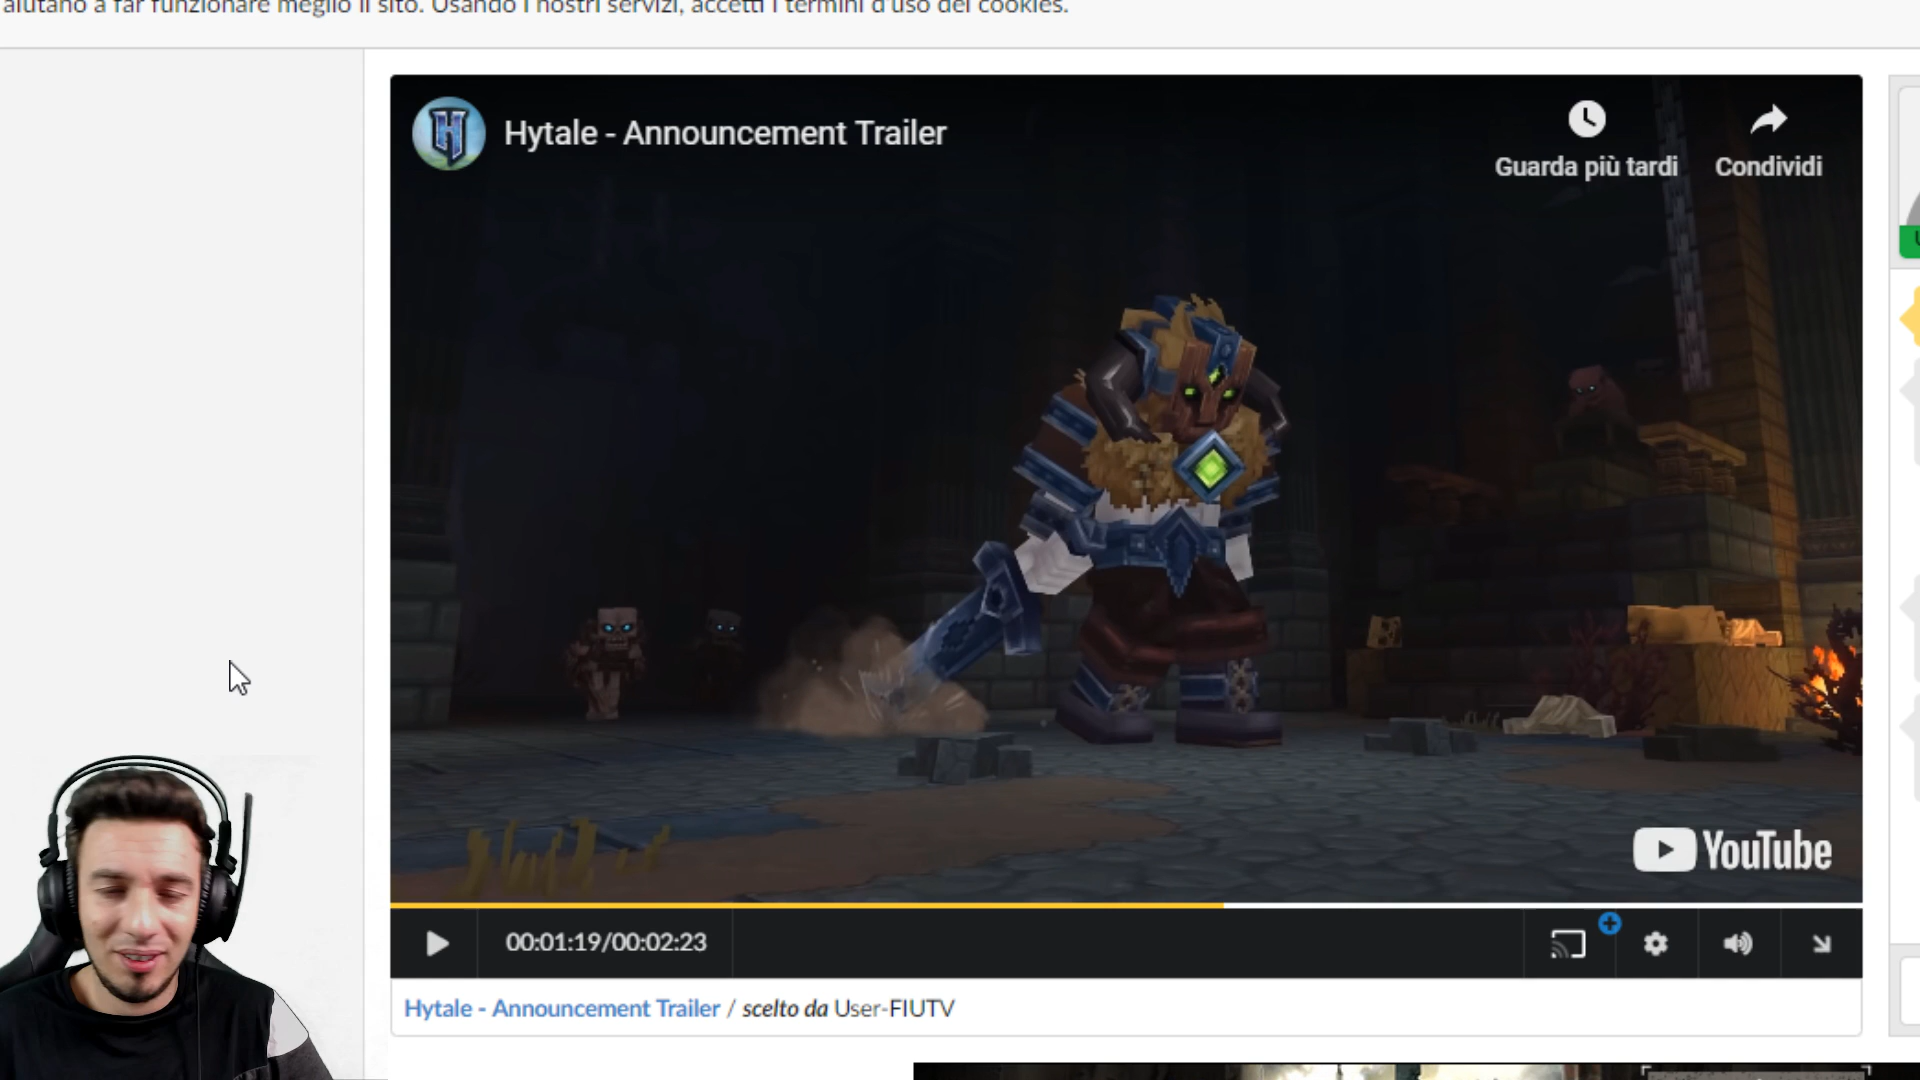 aiutano a far funzionare meglio il sito. Usando i nostri servizi, accetti i termini d'uso dei cookies.
Hytale - Announcement Trailer
Guarda più tardi
Condividi
YouTube
00:01:19/00:02:23
Hytale - Announcement Trailer / scelto da User-FIUTV